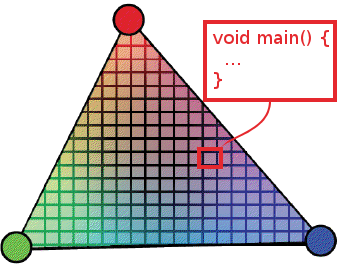 void main() {
...
}